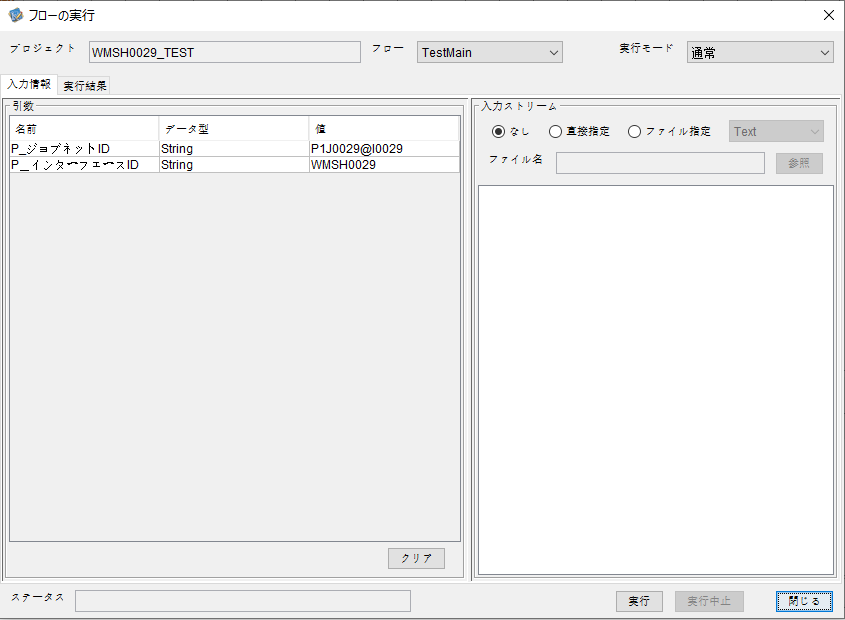 フローの実行
プロジェクト WMSH0029_TEST フロー TestMain 実行モード 通常
入力情報 実行結果
引数
名前 データ型 値
P_ジョブネットID String P1J0029@I0029
P_インターフェースID String WMSH0029
クリア
入力ストリーム
なし 直接指定 ファイル指定 Text
ファイル名 参照
ステータス 実行 実行中止 閉じる